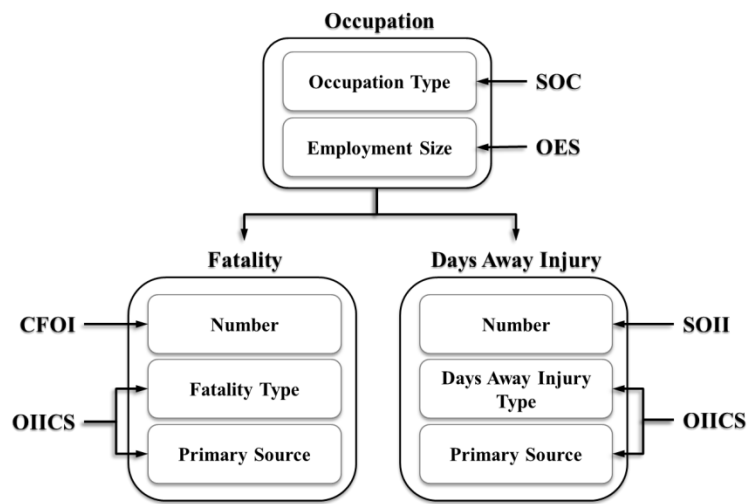 Occupation
Occupation Type
SOC
Employment Size
OES
Fatality
Days Away Injury
CFOI
Number
Number
SOII
Fatality Type
Days Away Injury
Type
OIICS
OIICS
Primary Source
Primary Source